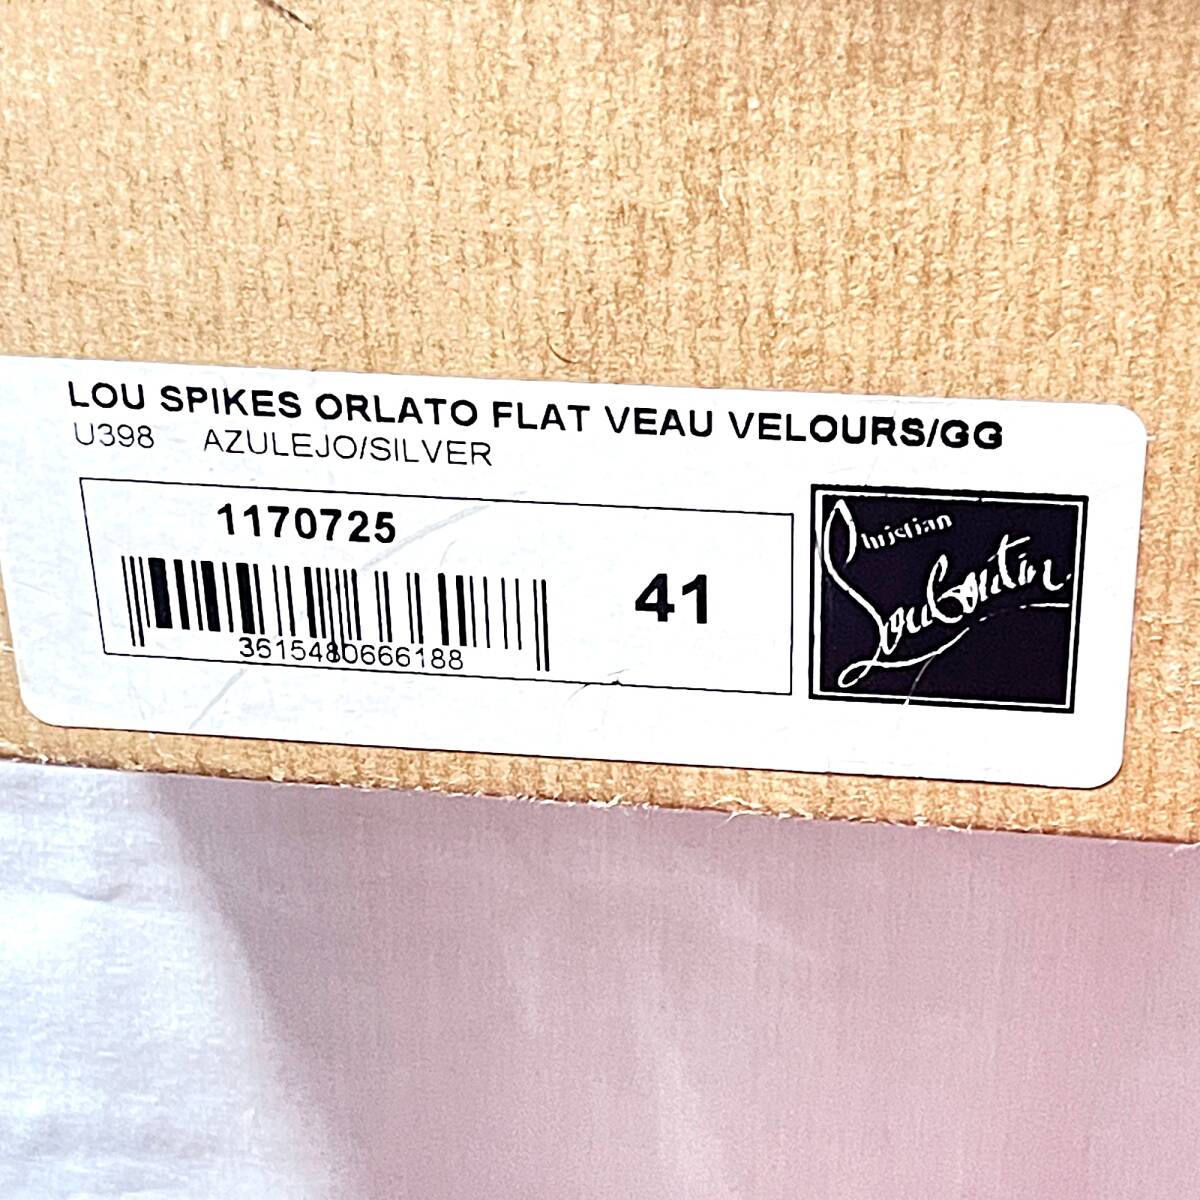 LOU SPIKES ORLATO FLAT VEAU VELOURS/GG
U398 AZULEJO/SILVER
1170725
41
3615480666188
Christian
Louboutin